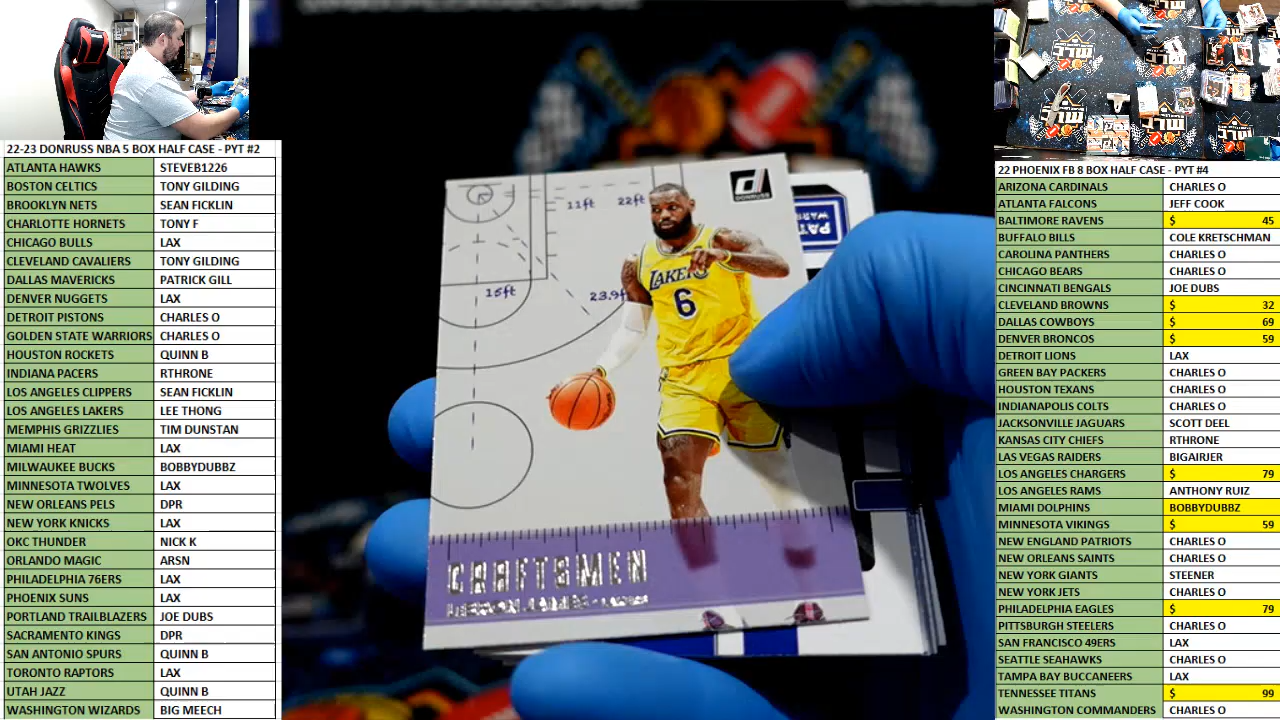 22-23 DONRUSS NBA 5 BOX HALF CASE - PYT #2
ATLANTA HAWKS STEVEB1226
BOSTON CELTICS TONY GILDING
BROOKLYN NETS SEAN FICKLIN
CHARLOTTE HORNETS TONY F
CHICAGO BULLS LAX
CLEVELAND CAVALIERS TONY GILDING
DALLAS MAVERICKS PATRICK GILL
DENVER NUGGETS LAX
DETROIT PISTONS CHARLES O
GOLDEN STATE WARRIORS CHARLES O
HOUSTON ROCKETS QUINN B
INDIANA PACERS RTHRONE
LOS ANGELES CLIPPERS SEAN FICKLIN
LOS ANGELES LAKERS LEE THONG
MEMPHIS GRIZZLIES TIM DUNSTAN
MIAMI HEAT LAX
MILWAUKEE BUCKS BOBBYDUBBZ
MINNESOTA TWOLVES LAX
NEW ORLEANS PELS DPR
NEW YORK KNICKS LAX
OKC THUNDER NICK K
ORLANDO MAGIC ARSN
PHILADELPHIA 76ERS LAX
PHOENIX SUNS LAX
PORTLAND TRAILBLAZERS JOE DUBS
SACRAMENTO KINGS DPR
SAN ANTONIO SPURS QUINN B
TORONTO RAPTORS LAX
UTAH JAZZ QUINN B
WASHINGTON WIZARDS BIG MEECH
DONRUSS
11ft 22ft
15ft 23.9ft
LAKERS
6
CRAFTSMEN
LEBRON JAMES • LAKERS
22 PHOENIX FB 8 BOX HALF CASE - PYT #4
ARIZONA CARDINALS CHARLES O
ATLANTA FALCONS JEFF COOK
BALTIMORE RAVENS $ 45
BUFFALO BILLS COLE KRETSCHMAN
CAROLINA PANTHERS CHARLES O
CHICAGO BEARS CHARLES O
CINCINNATI BENGALS JOE DUBS
CLEVELAND BROWNS $ 32
DALLAS COWBOYS $ 69
DENVER BRONCOS $ 59
DETROIT LIONS LAX
GREEN BAY PACKERS CHARLES O
HOUSTON TEXANS CHARLES O
INDIANAPOLIS COLTS CHARLES O
JACKSONVILLE JAGUARS SCOTT DEEL
KANSAS CITY CHIEFS RTHRONE
LAS VEGAS RAIDERS BIGAIRJER
LOS ANGELES CHARGERS $ 79
LOS ANGELES RAMS ANTHONY RUIZ
MIAMI DOLPHINS BOBBYDUBBZ
MINNESOTA VIKINGS $ 59
NEW ENGLAND PATRIOTS CHARLES O
NEW ORLEANS SAINTS CHARLES O
NEW YORK GIANTS STEENER
NEW YORK JETS CHARLES O
PHILADELPHIA EAGLES $ 79
PITTSBURGH STEELERS CHARLES O
SAN FRANCISCO 49ERS LAX
SEATTLE SEAHAWKS CHARLES O
TAMPA BAY BUCCANEERS LAX
TENNESSEE TITANS $ 99
WASHINGTON COMMANDERS CHARLES O